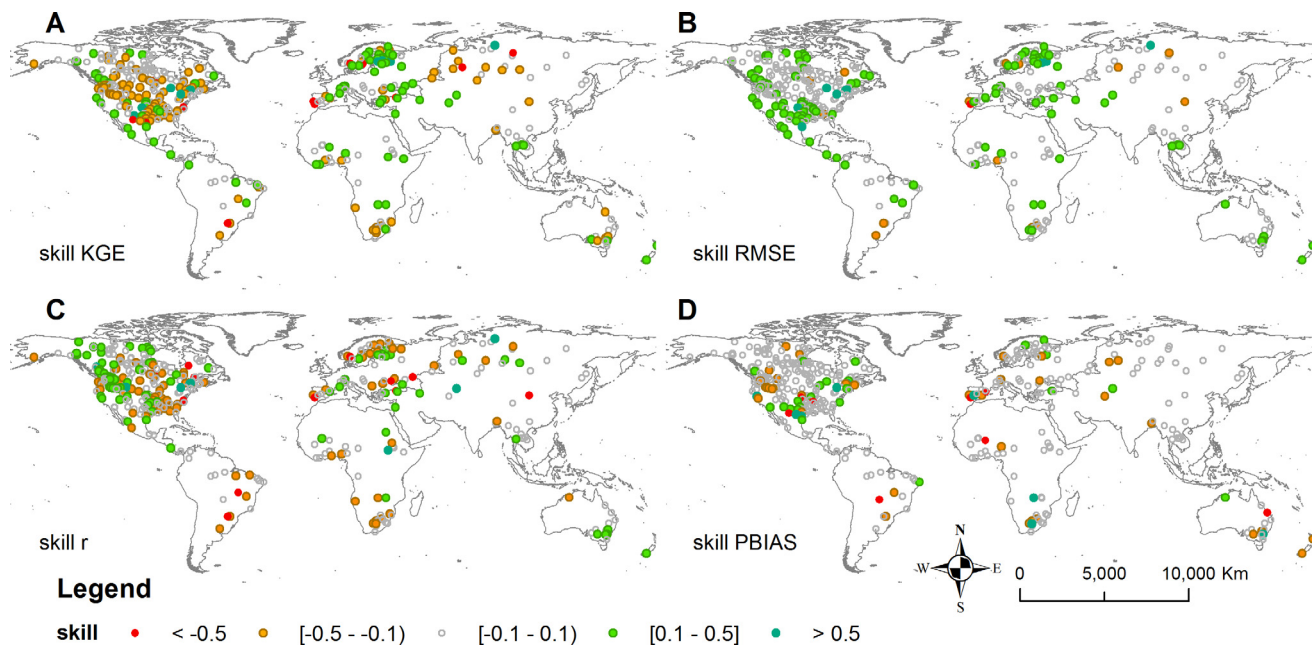 A
B
skill KGE
skill RMSE
C
D
skill r
skill PBIAS
N
W E
S
0 5,000 10,000 Km
Legend
skill < -0.5 [-0.5 - -0.1) [-0.1 - 0.1) [0.1 - 0.5] > 0.5